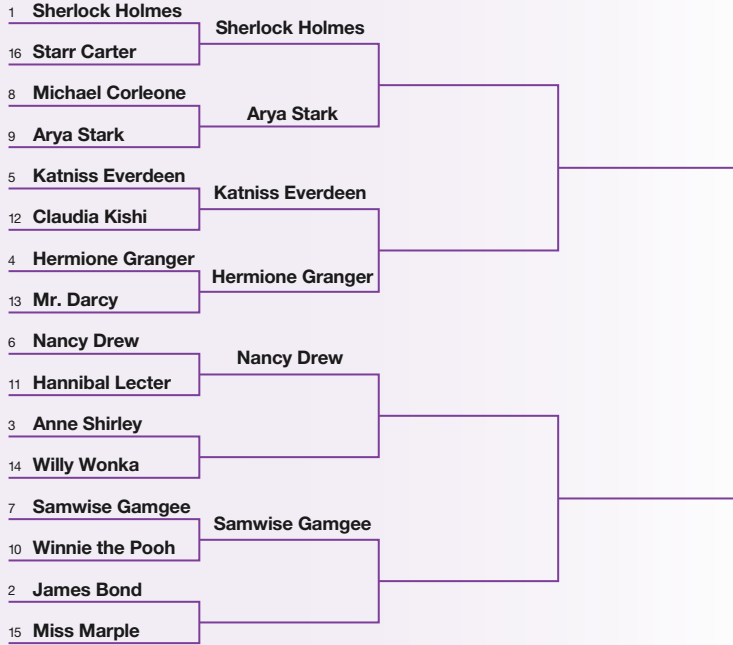 1 Sherlock Holmes
16 Starr Carter
8 Michael Corleone
9 Arya Stark
5 Katniss Everdeen
12 Claudia Kishi
4 Hermione Granger
13 Mr. Darcy
6 Nancy Drew
11 Hannibal Lecter
3 Anne Shirley
14 Willy Wonka
7 Samwise Gamgee
10 Winnie the Pooh
2 James Bond
15 Miss Marple
Sherlock Holmes
Arya Stark
Katniss Everdeen
Hermione Granger
Nancy Drew
Samwise Gamgee